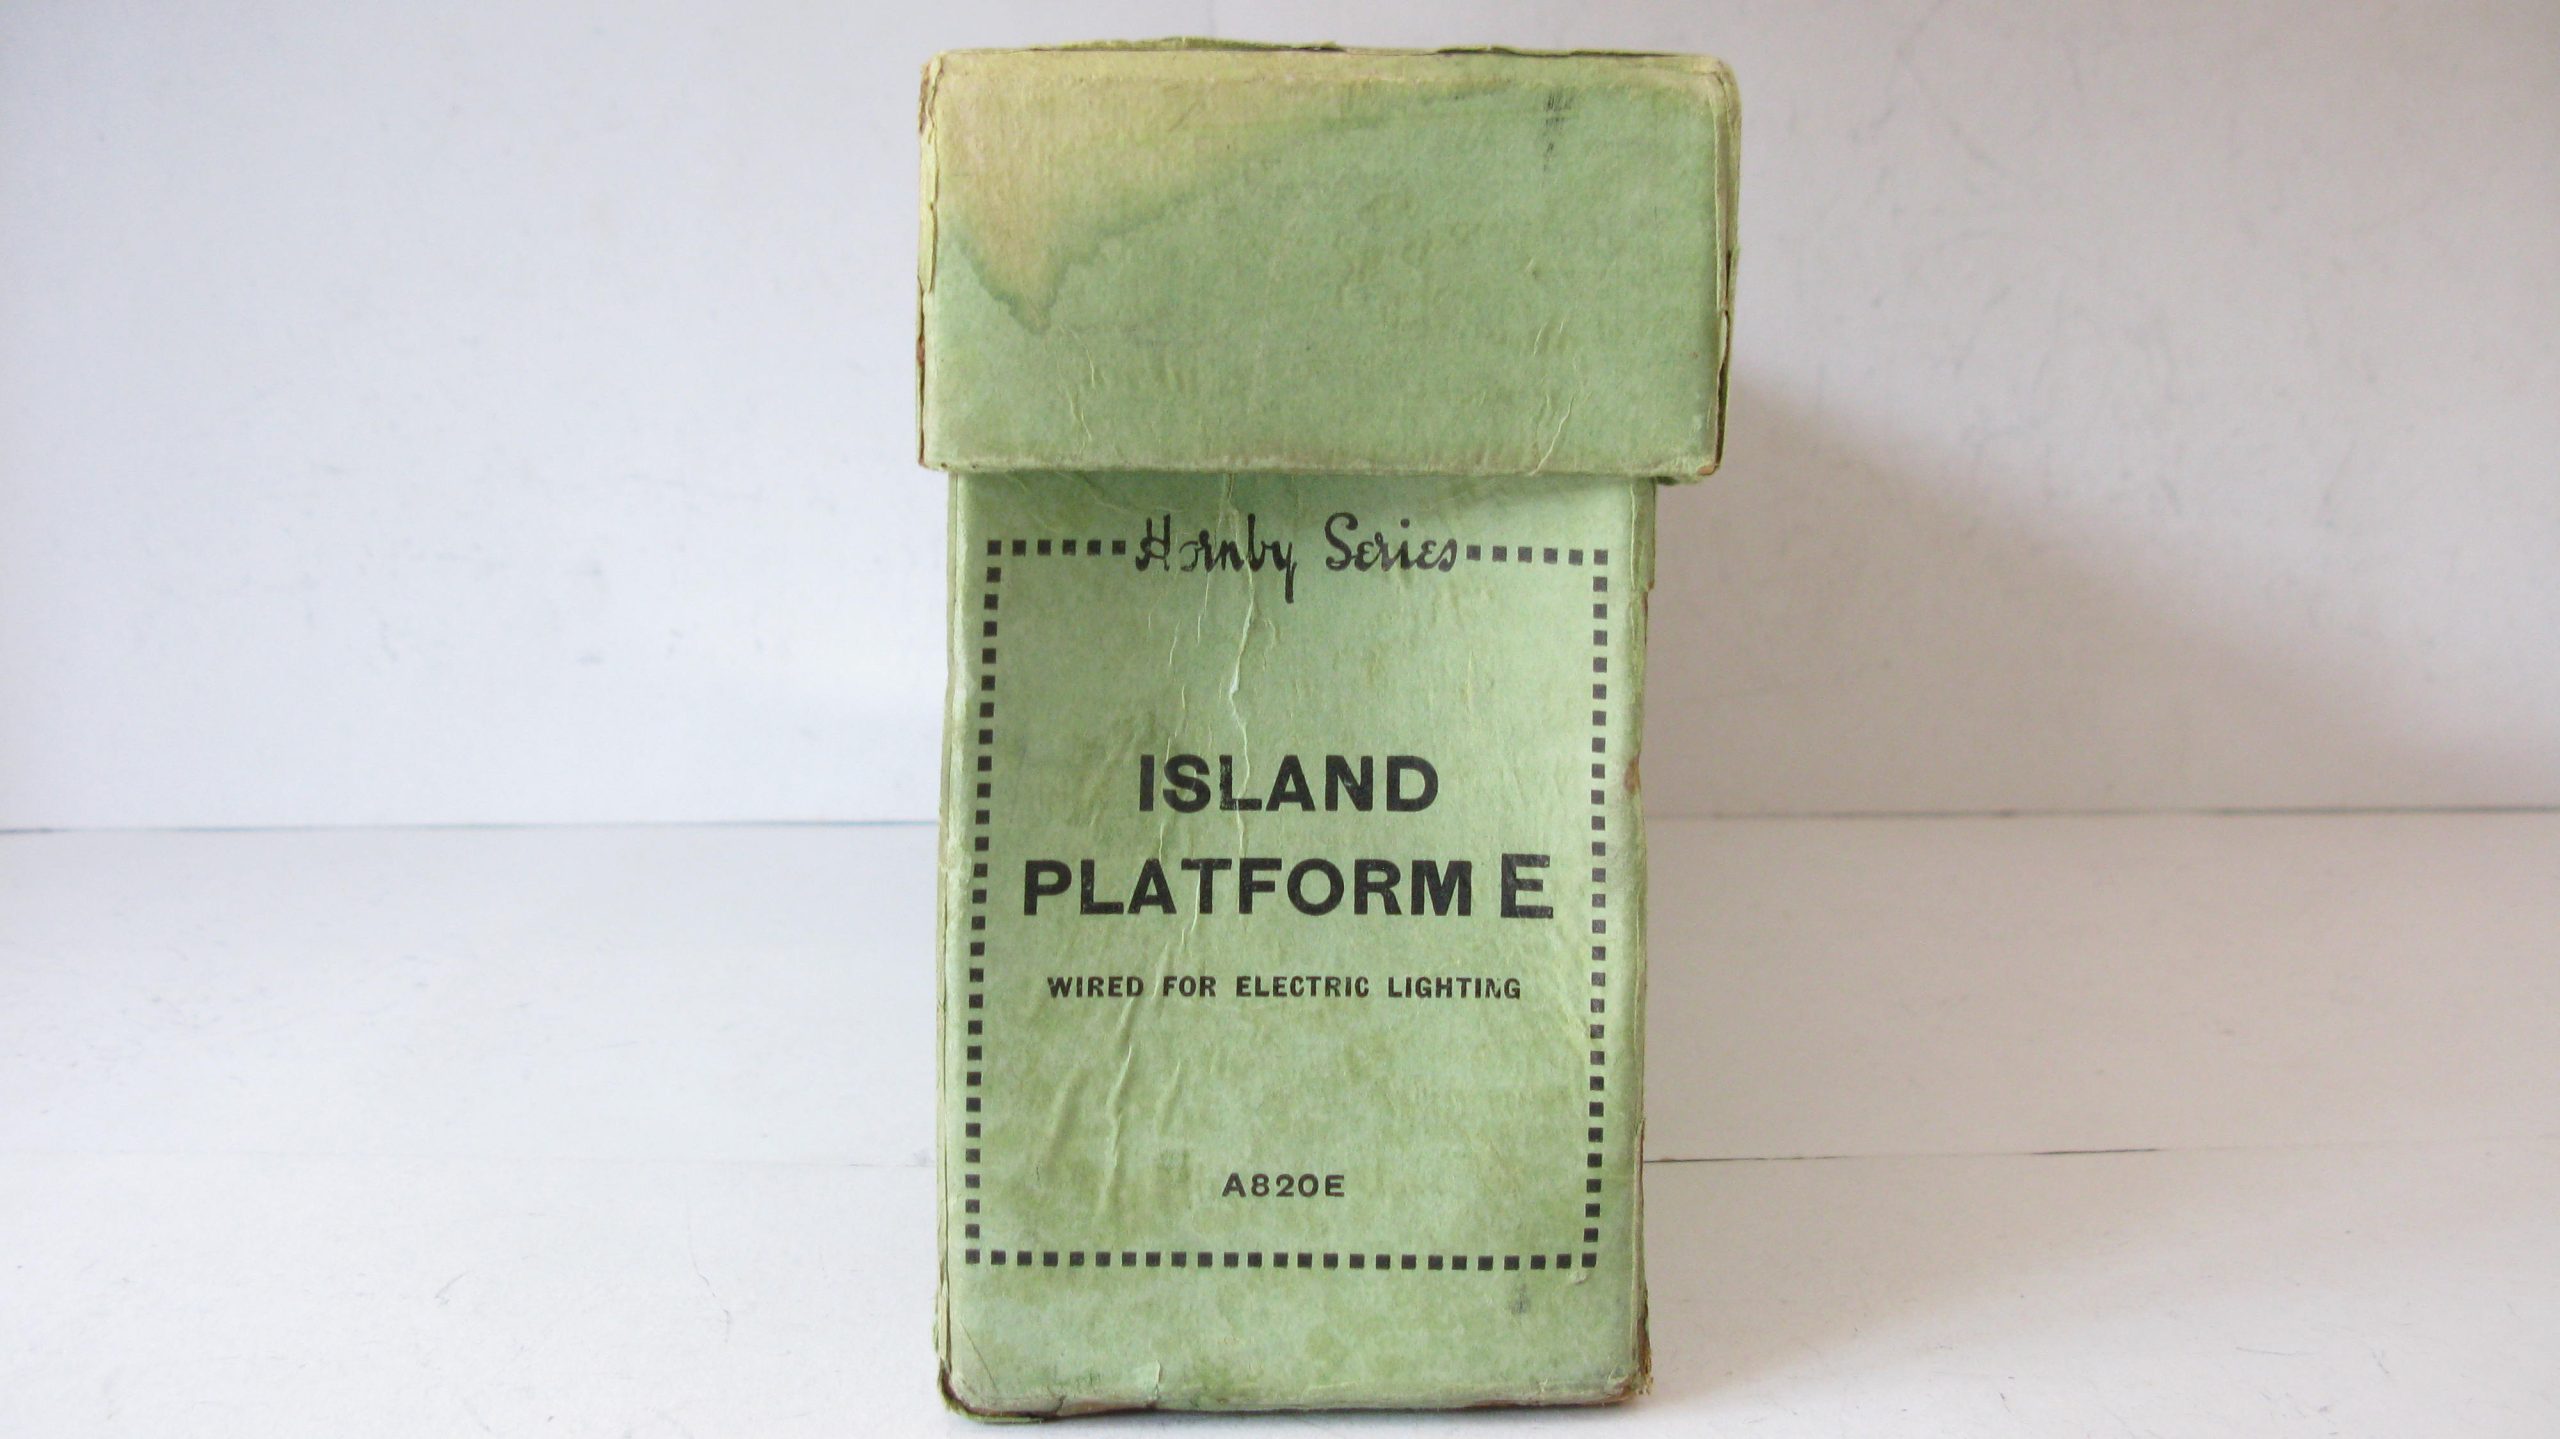 Hornby Series
ISLAND
PLATFORM E
WIRED FOR ELECTRIC LIGHTING
A820E